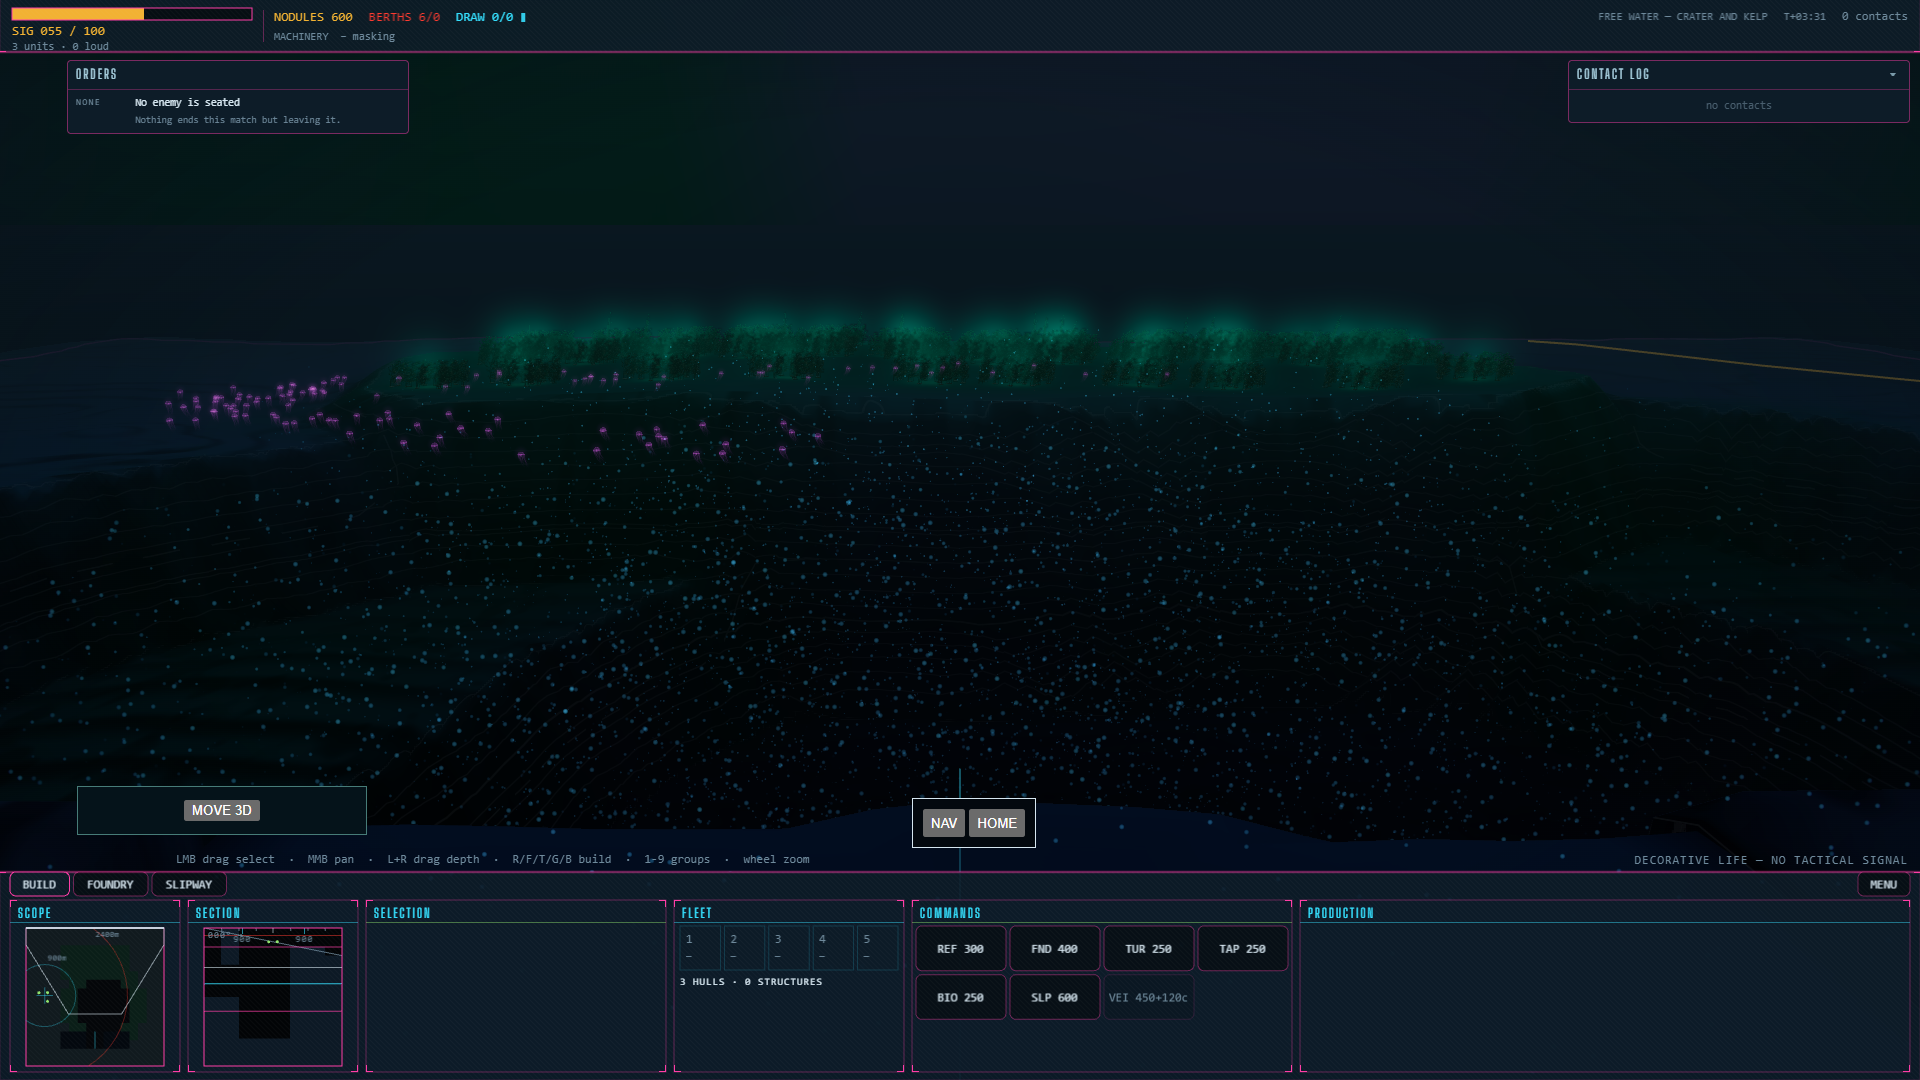 SIG 055 / 100
3 units · 0 loud
NODULES 600 BERTHS 6/0 DRAW 0/0
MACHINERY – masking
FREE WATER — CRATER AND KELP T+03:31 0 contacts
ORDERS
NONE No enemy is seated
Nothing ends this match but leaving it.
CONTACT LOG
no contacts
MOVE 3D
NAV HOME
LMB drag select · MMB pan · L+R drag depth · R/F/T/G/B build · 1-9 groups · wheel zoom
DECORATIVE LIFE — NO TACTICAL SIGNAL
BUILD FOUNDRY SLIPWAY
MENU
SCOPE
2400m
900m
SECTION
000°
900 900
SELECTION
FLEET
1 2 3 4 5
– – – – –
3 HULLS · 0 STRUCTURES
COMMANDS
REF 300 FND 400 TUR 250 TAP 250
BIO 250 SLP 600 VEI 450+120c
PRODUCTION